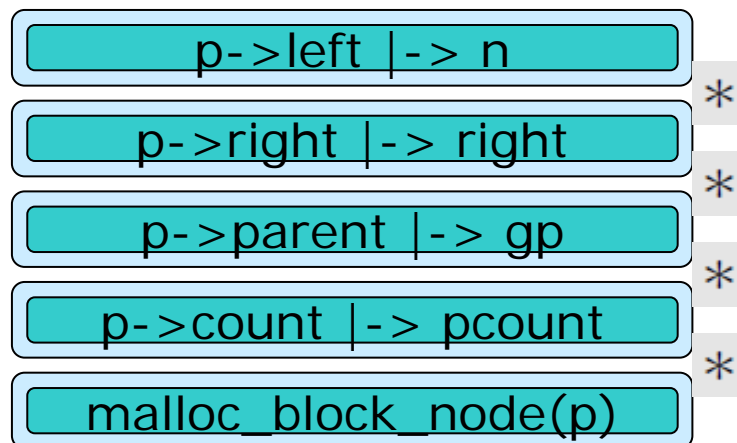 p->left |-> n
*
p->right |-> right
*
p->parent |-> gp
*
p->count |-> pcount
*
malloc_block_node(p)